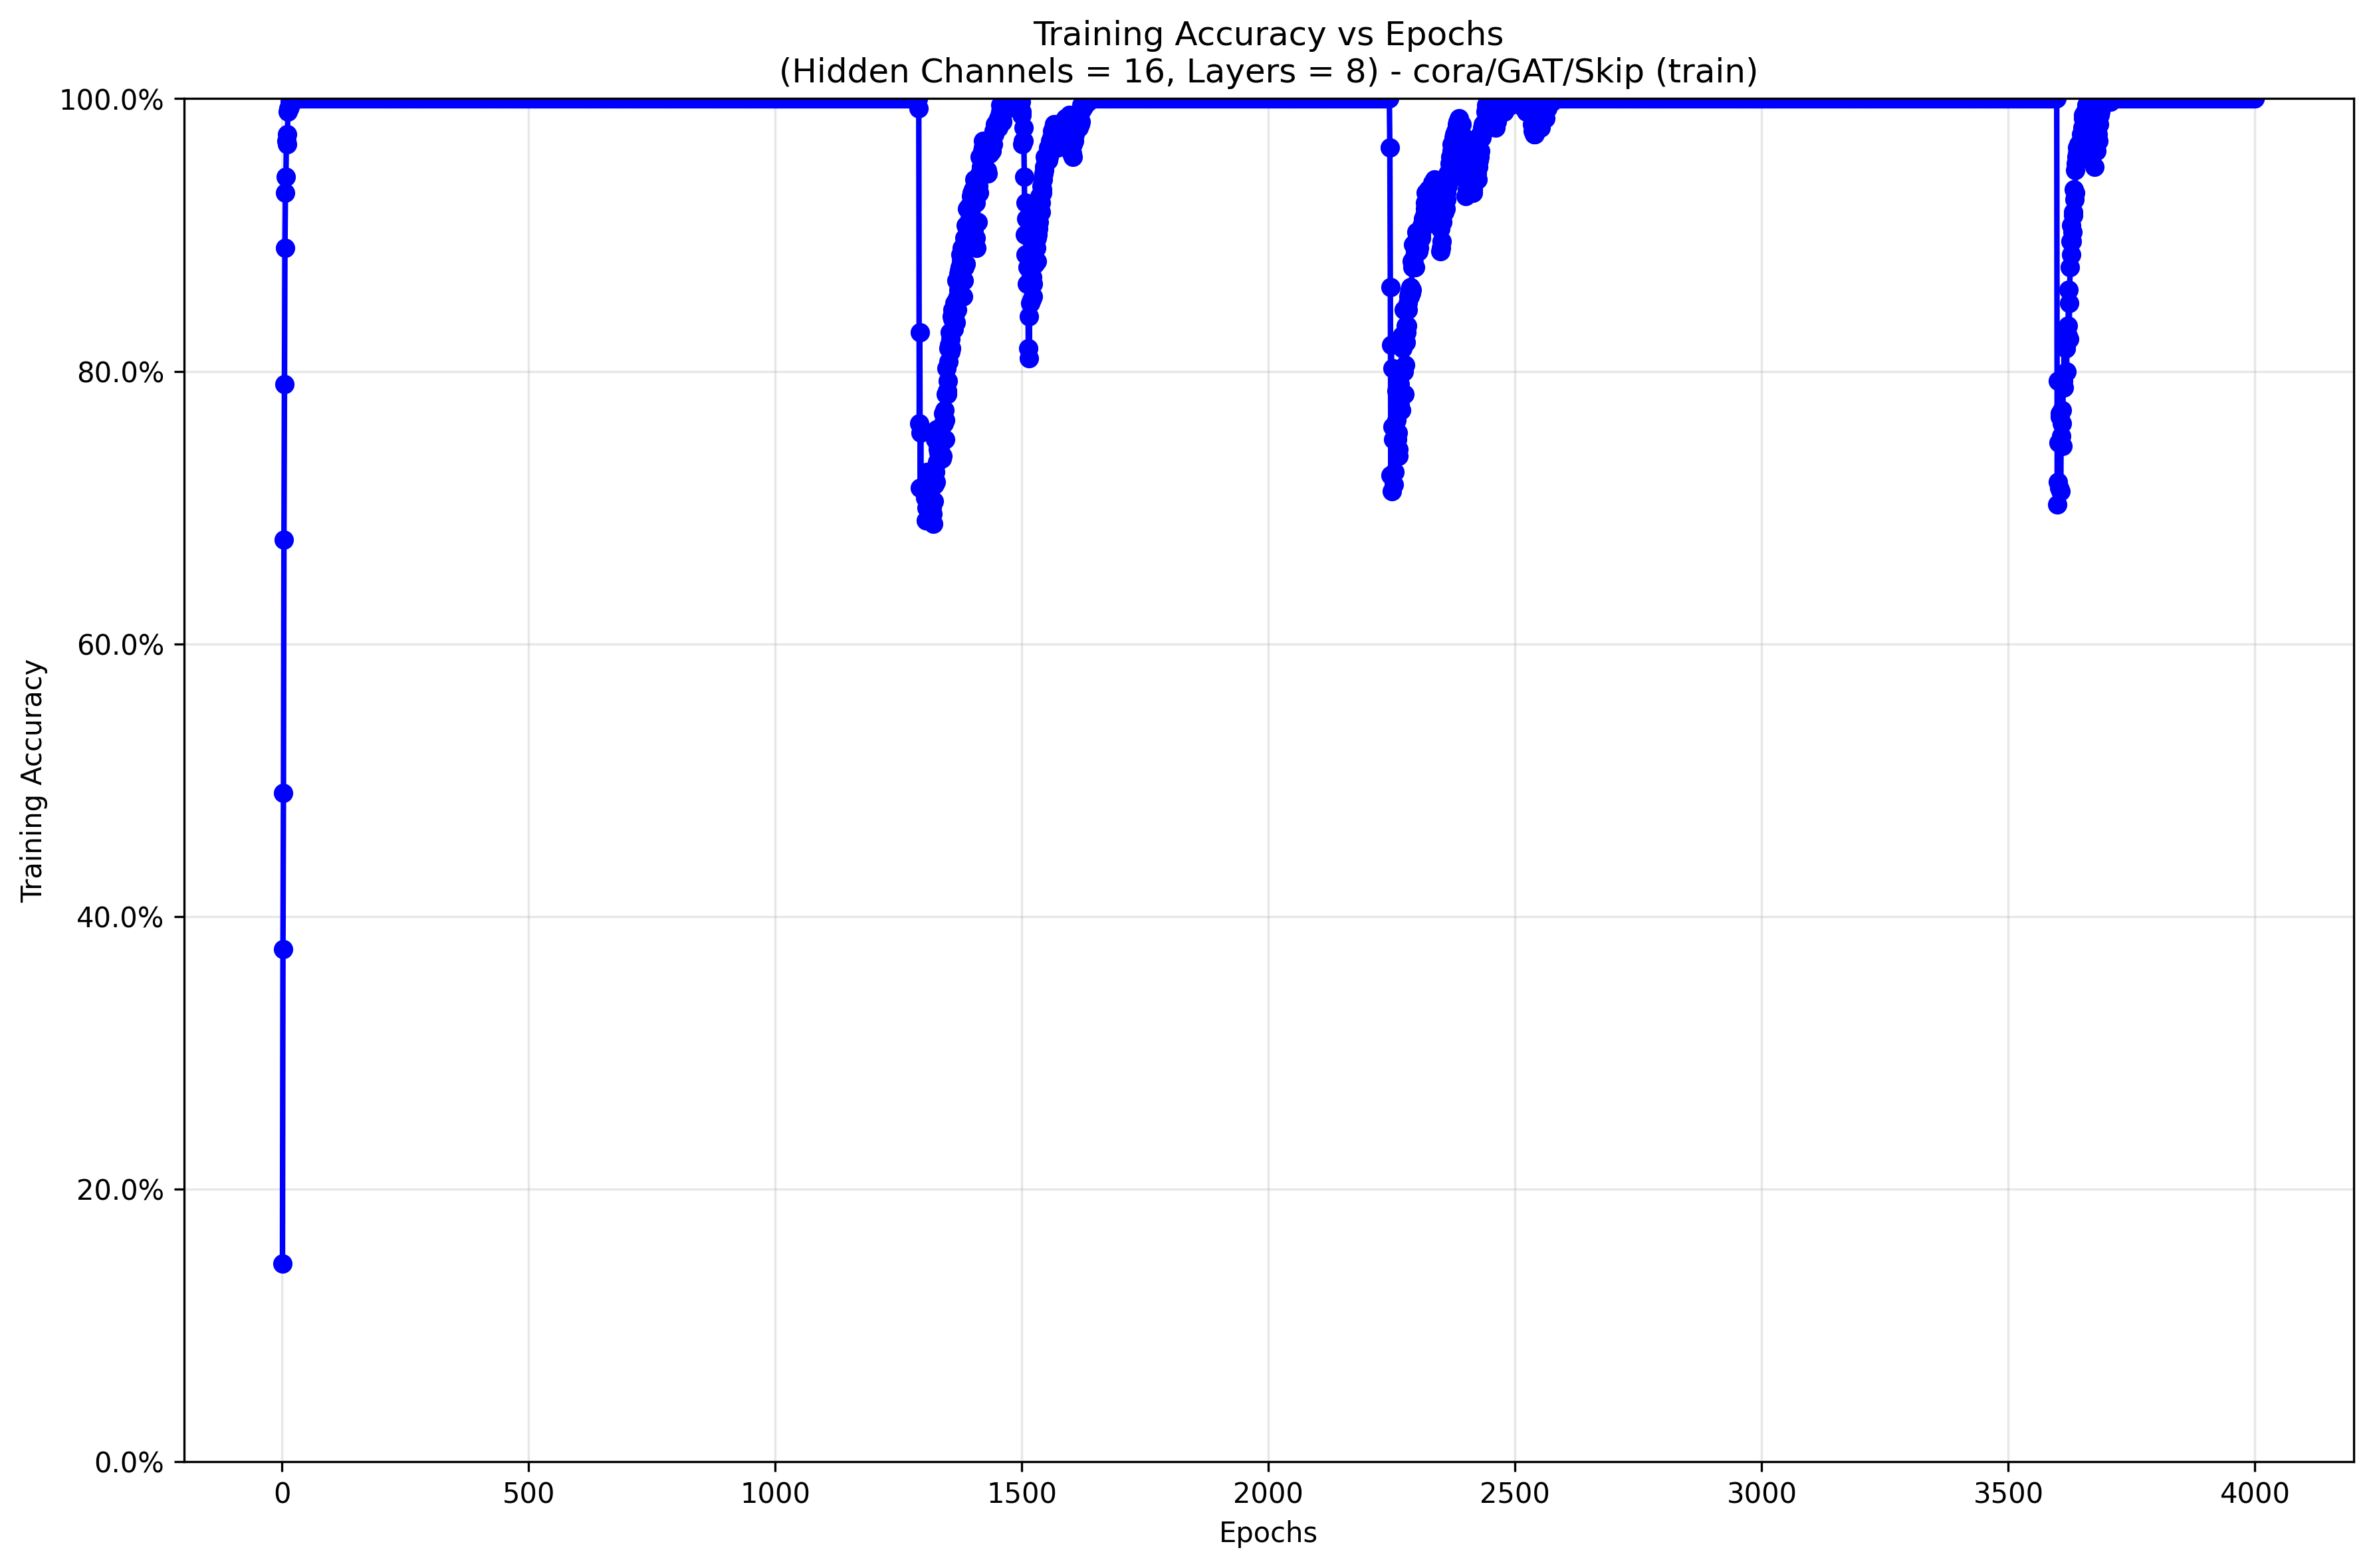 Training Accuracy vs Epochs
(Hidden Channels = 16, Layers = 8) - cora/GAT/Skip (train)
100.0%
80.0%
60.0%
40.0%
20.0%
0.0%
Training Accuracy
0 500 1000 1500 2000 2500 3000 3500 4000
Epochs